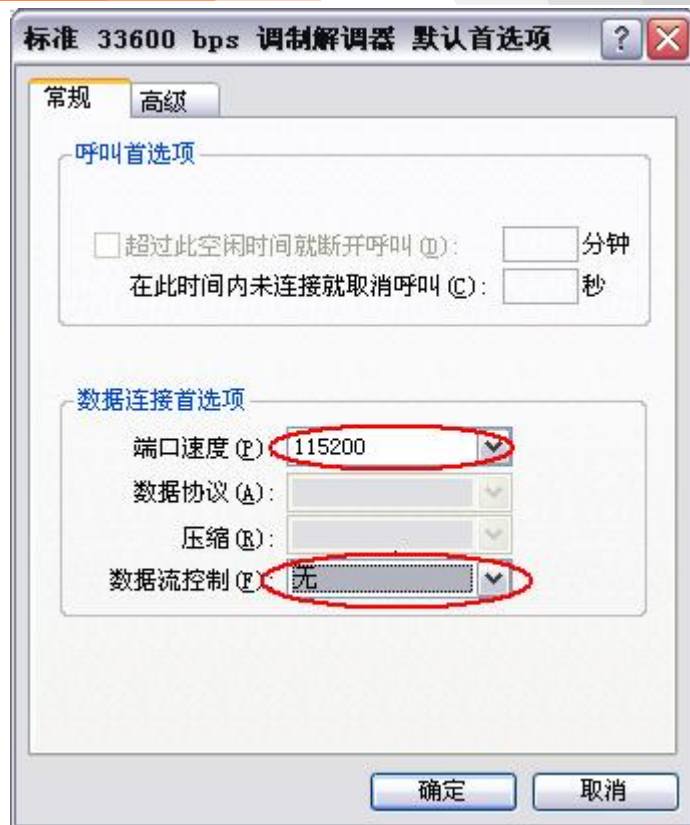 标准 33600 bps 调制解调器 默认首选项
常规 高级
呼叫首选项
超过此空闲时间就断开呼叫(D): 分钟
在此时间内未连接就取消呼叫(C): 秒
数据连接首选项
端口速度(P): 115200
数据协议(A):
压缩(R):
数据流控制(F): 无
确定 取消